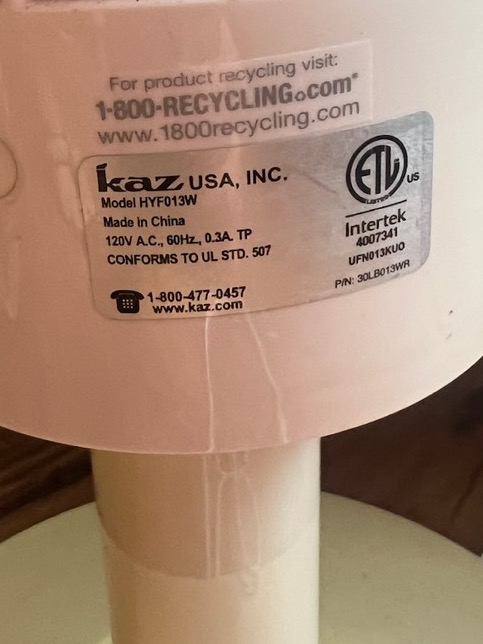 For product recycling visit:
1-800-RECYCLING.com®
www.1800recycling.com
kaz USA, INC.
Model HYF013W
Made in China
120V A.C., 60Hz., 0.3A. TP
CONFORMS TO UL STD. 507
1-800-477-0457
www.kaz.com
ETL
LISTED
US
Intertek
4007341
UFN013KUO
P/N: 30LB013WR